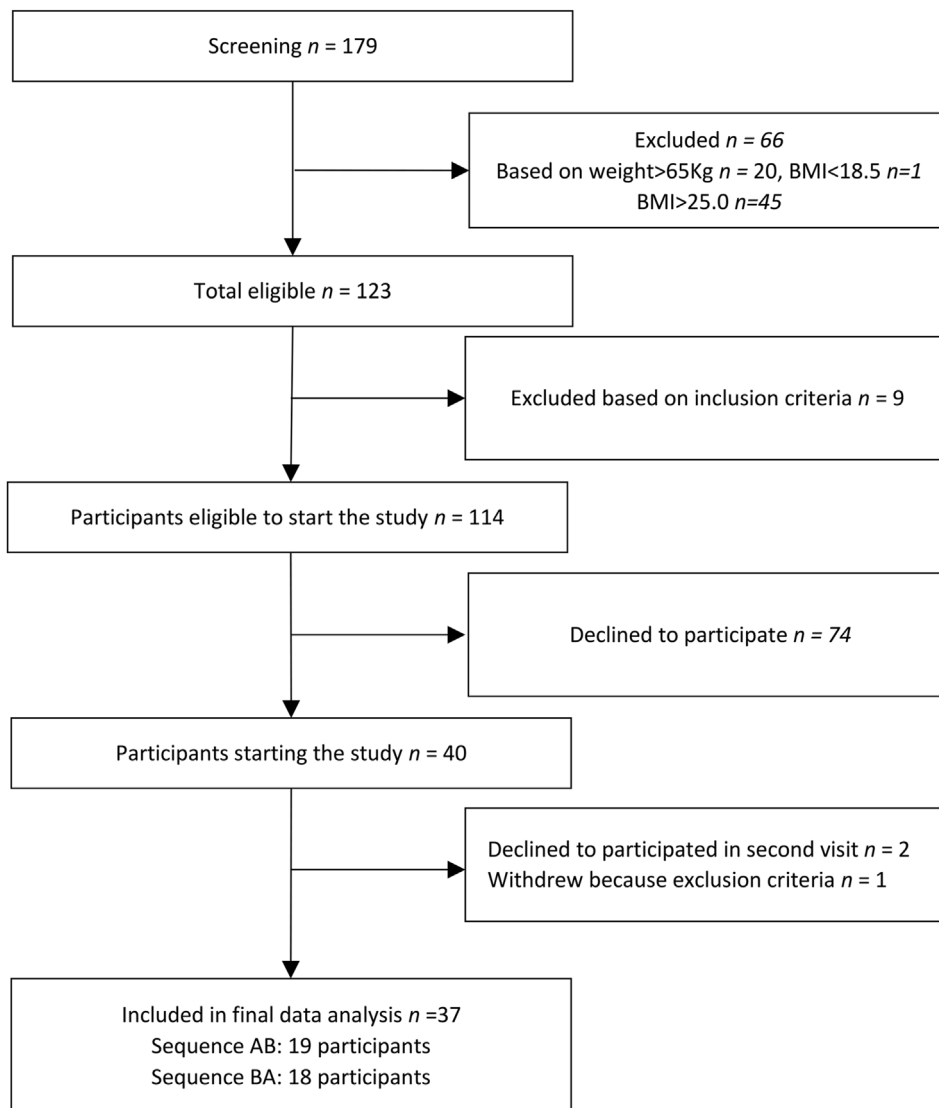 Screening n = 179
Excluded n = 66
Based on weight>65Kg n = 20, BMI<18.5 n=1
BMI>25.0 n=45
Total eligible n = 123
Excluded based on inclusion criteria n = 9
Participants eligible to start the study n = 114
Declined to participate n = 74
Participants starting the study n = 40
Declined to participated in second visit n = 2
Withdrew because exclusion criteria n = 1
Included in final data analysis n =37
Sequence AB: 19 participants
Sequence BA: 18 participants